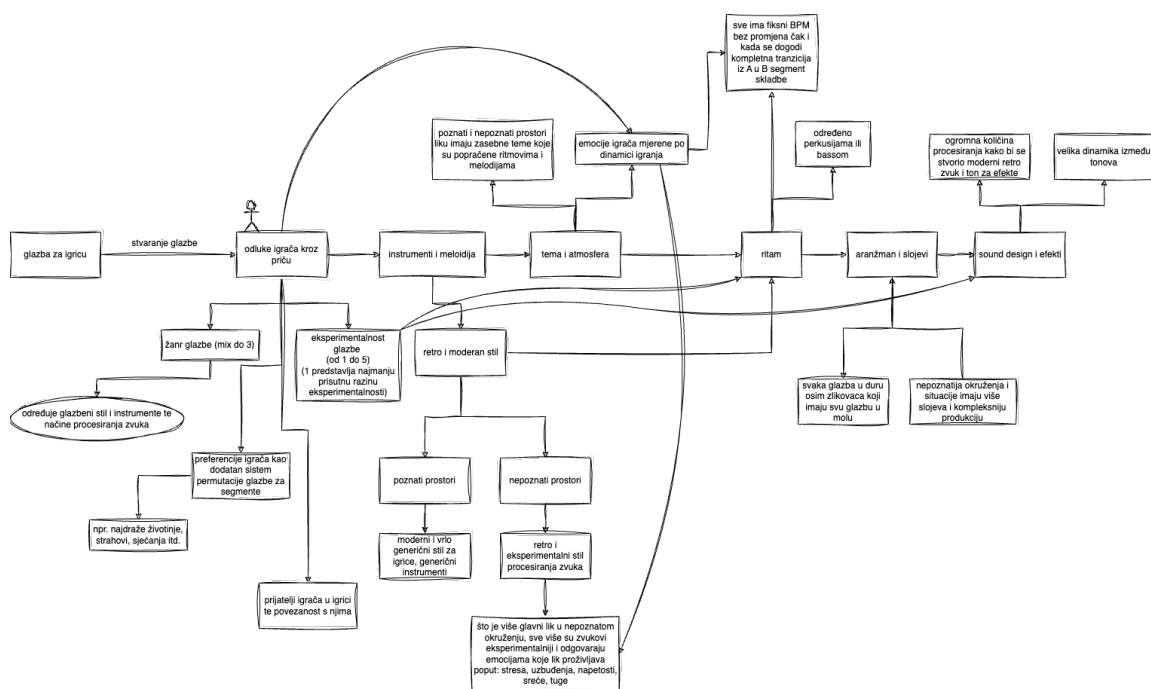 sve ima fiksni BPM
bez promjena čak i
kada se dogodi
kompletna tranzicija
iz A u B segment
skladbe
poznati i nepoznati prostori
liku imaju zasebne teme koje
su popraćene ritmovima i
melodijama
emocije igrača mjerene po
dinamici igranja
određeno
perkusijama ili
bassom
ogromna količina
procesiranja kako bi se
stvorio moderni retro
zvuk i ton za efekte
velika dinamika između
tonova
glazba za igricu
stvaranje glazbe
odluke igrača kroz
priču
instrumenti i meloidija
tema i atmosfera
ritam
aranžman i slojevi
sound design i efekti
žanr glazbe (mix do 3)
eksperimentalnost
glazbe
(od 1 do 5)
(1 predstavlja najmanju
prisutnu razinu
eksperimentalnosti)
retro i moderan stil
određuje glazbeni stil i instrumente te
načine procesiranja zvuka
svaka glazba u duru
osim zlikovaca koji
imaju svu glazbu u
molu
nepoznatija okruženja i
situacije imaju više
slojeva i kompleksniju
produkciju
preferencije igrača kao
dodatan sistem
permutacije glazbe za
segmente
poznati prostori
nepoznati prostori
npr. najdraže životinje,
strahovi, sjećanja itd.
moderni i vrlo
generični stil za
igrice, generični
instrumenti
retro i
eksperimentalni stil
procesiranja zvuka
prijatelji igrača u igrici
te povezanost s njima
što je više glavni lik u nepoznatom
okruženju, sve više su zvukovi
eksperimentalniji i odgovaraju
emocijama koje lik proživljava
poput: stresa, uzbuđenja, napetosti,
sreće, tuge